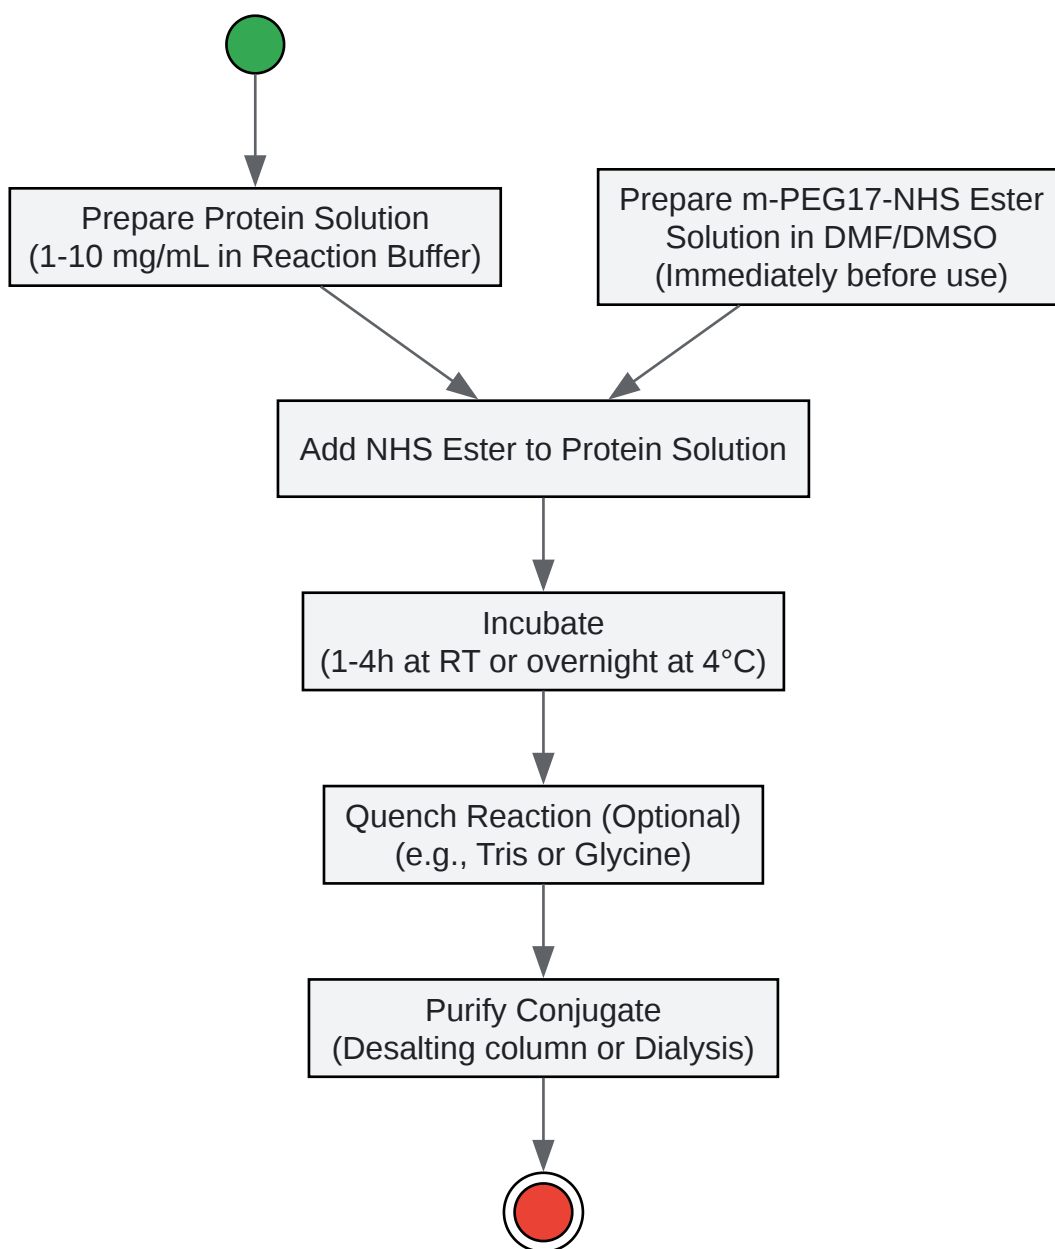 Prepare Protein Solution
(1-10 mg/mL in Reaction Buffer)
Prepare m-PEG17-NHS Ester
Solution in DMF/DMSO
(Immediately before use)
Add NHS Ester to Protein Solution
Incubate
(1-4h at RT or overnight at 4°C)
Quench Reaction (Optional)
(e.g., Tris or Glycine)
Purify Conjugate
(Desalting column or Dialysis)